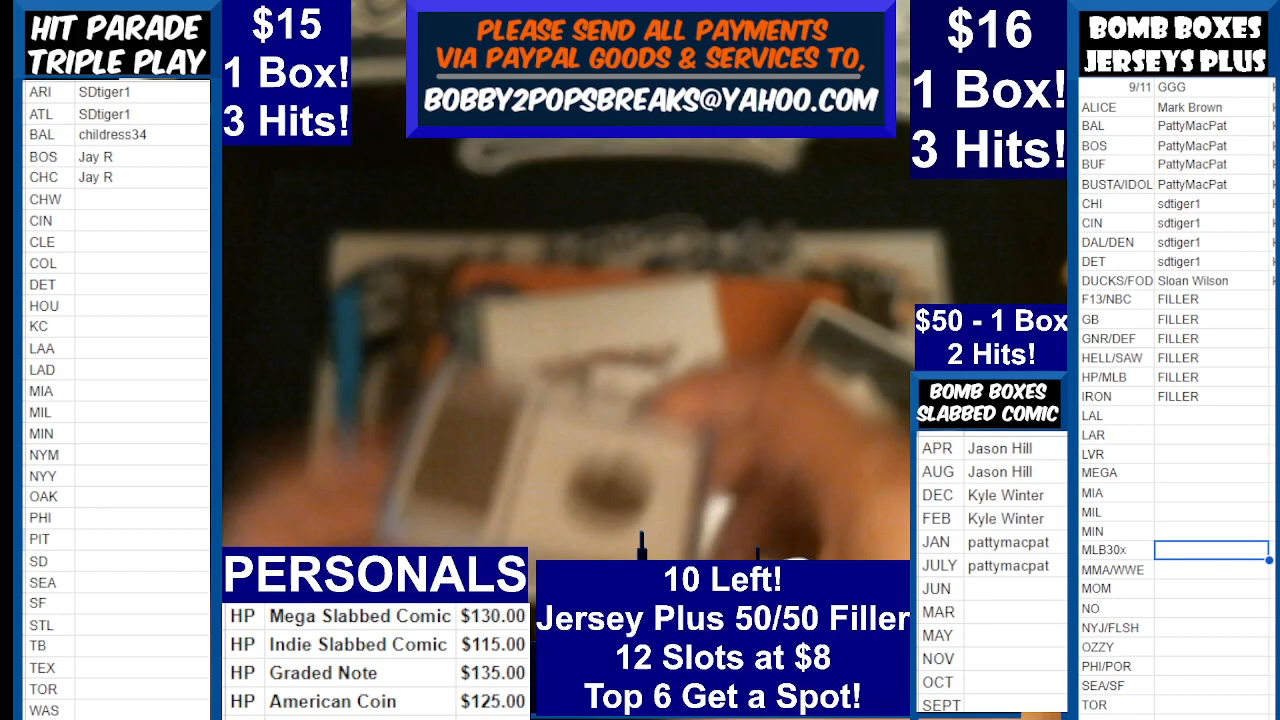 HIT PARADE
TRIPLE PLAY
ARI SDtiger1
ATL SDtiger1
BAL childress34
BOS Jay R
CHC Jay R
CHW
CIN
CLE
COL
DET
HOU
KC
LAA
LAD
MIA
MIL
MIN
NYM
NYY
OAK
PHI
PIT
SD
SEA
SF
STL
TB
TEX
TOR
WAS
$15
1 Box!
3 Hits!
PLEASE SEND ALL PAYMENTS
VIA PAYPAL GOODS & SERVICES TO,
BOBBY2POPSBREAKS@YAHOO.COM
PERSONALS
HP Mega Slabbed Comic $130.00
HP Indie Slabbed Comic $115.00
HP Graded Note $135.00
HP American Coin $125.00
10 Left!
Jersey Plus 50/50 Filler
12 Slots at $8
Top 6 Get a Spot!
$16
1 Box!
3 Hits!
$50 - 1 Box
2 Hits!
BOMB BOXES
SLABBED COMIC
APR Jason Hill
AUG Jason Hill
DEC Kyle Winter
FEB Kyle Winter
JAN pattymacpat
JULY pattymacpat
JUN
MAR
MAY
NOV
OCT
SEPT
BOMB BOXES
JERSEYS PLUS
9/11 GGG
ALICE Mark Brown
BAL PattyMacPat
BOS PattyMacPat
BUF PattyMacPat
BUSTA/IDOL PattyMacPat
CHI sdtiger1
CIN sdtiger1
DAL/DEN sdtiger1
DET sdtiger1
DUCKS/FOD Sloan Wilson
F13/NBC FILLER
GB FILLER
GNR/DEF FILLER
HELL/SAW FILLER
HP/MLB FILLER
IRON FILLER
LAL
LAR
LVR
MEGA
MIA
MIL
MIN
MLB30x
MMA/WWE
MOM
NO
NYJ/FLSH
OZZY
PHI/POR
SEA/SF
TOR